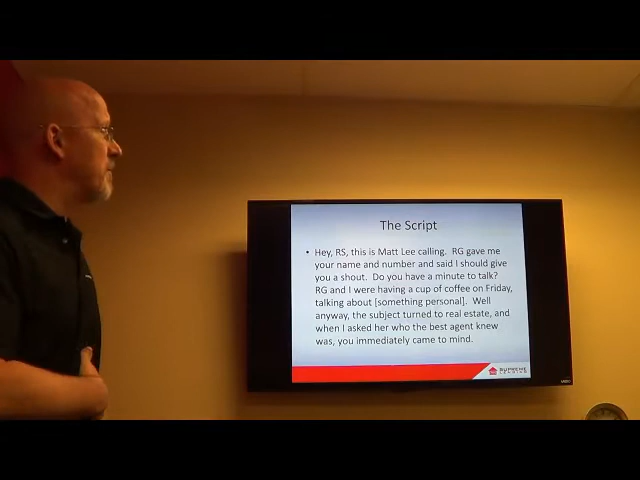 The Script
• Hey, RS, this is Matt Lee calling. RG gave me
your name and number and said I should give
you a shout. Do you have a minute to talk?
RG and I were having a cup of coffee on Friday,
talking about [something personal]. Well
anyway, the subject turned to real estate, and
when I asked her who the best agent knew
was, you immediately came to mind.
SUPREME
LENDING